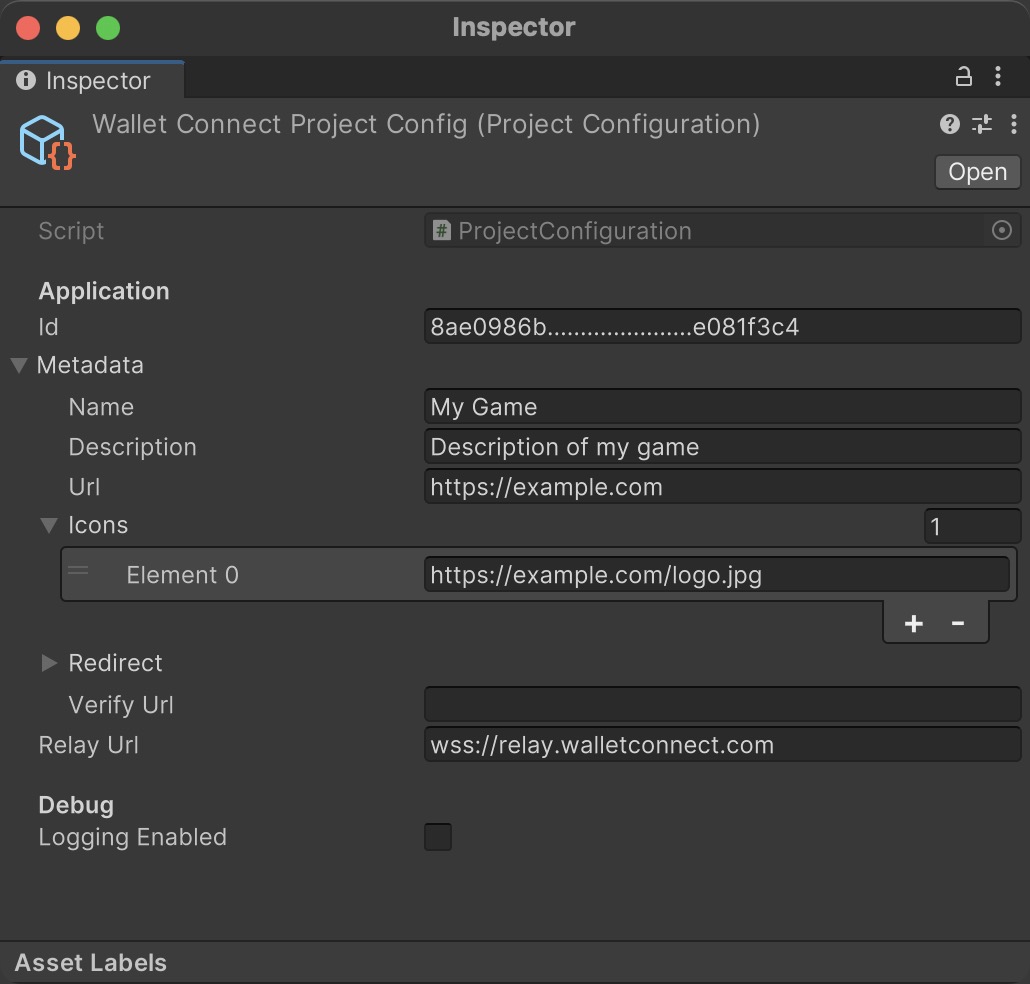 Inspector
Inspector
Wallet Connect Project Config (Project Configuration)
Open
Script # ProjectConfiguration
Application
Id 8ae0986b......................e081f3c4
Metadata
Name My Game
Description Description of my game
Url https://example.com
Icons 1
Element 0 https://example.com/logo.jpg
+ -
Redirect
Verify Url
Relay Url wss://relay.walletconnect.com
Debug
Logging Enabled
Asset Labels